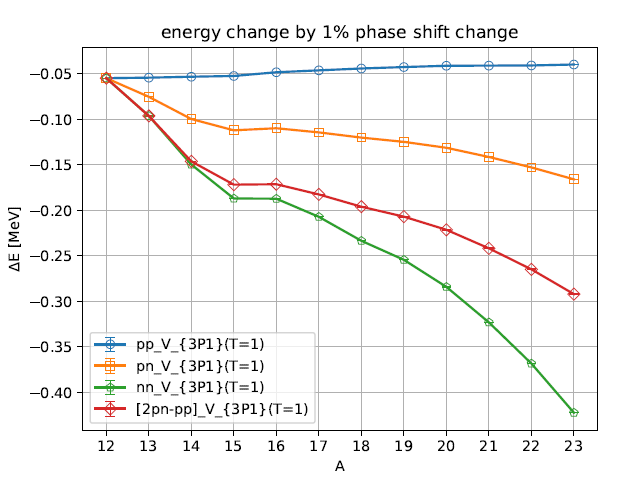 energy change by 1% phase shift change
−0.05
−0.10
−0.15
−0.20
−0.25
−0.30
−0.35
−0.40
ΔE [MeV]
pp_V_{3P1}(T=1)
pn_V_{3P1}(T=1)
nn_V_{3P1}(T=1)
[2pn-pp]_V_{3P1}(T=1)
12 13 14 15 16 17 18 19 20 21 22 23
A